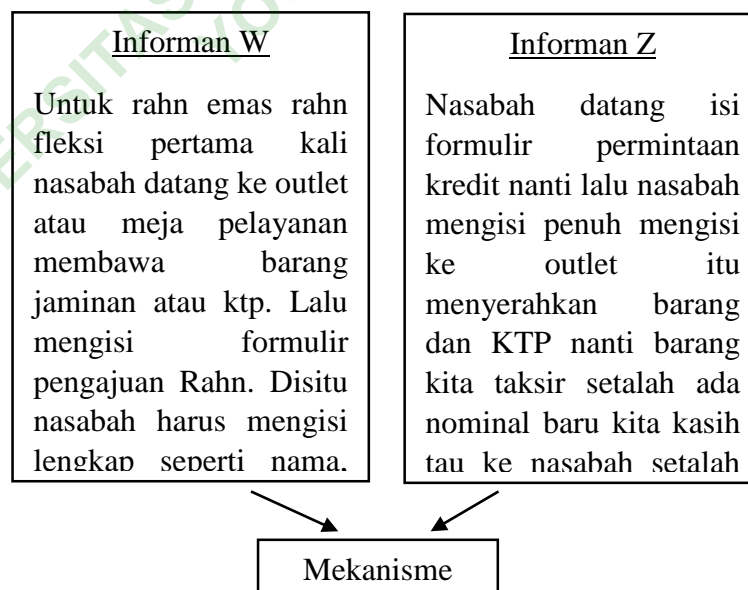 Informan W
Untuk rahn emas rahn
fleksi pertama kali
nasabah datang ke outlet
atau meja pelayanan
membawa barang
jaminan atau ktp. Lalu
mengisi formulir
pengajuan Rahn. Disitu
nasabah harus mengisi
lengkap seperti nama,
Informan Z
Nasabah datang isi
formulir permintaan
kredit nanti lalu nasabah
mengisi penuh mengisi
ke outlet itu
menyerahkan barang
dan KTP nanti barang
kita taksir setalah ada
nominal baru kita kasih
tau ke nasabah setalah
Mekanisme